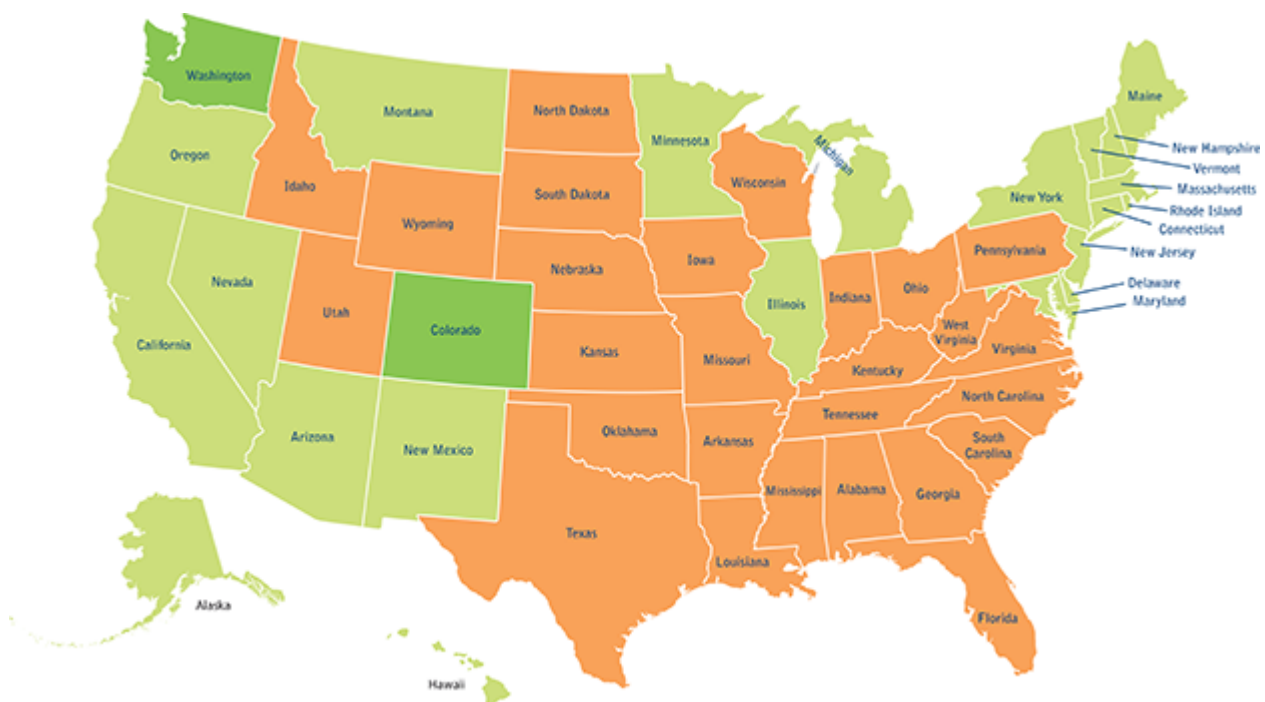 Washington
Montana
North Dakota
Minnesota
Maine
Oregon
Idaho
Michigan
New Hampshire
Vermont
South Dakota
Wisconsin
Massachusetts
Wyoming
New York
Rhode Island
Connecticut
Nevada
Nebraska
Iowa
Pennsylvania
New Jersey
Utah
Colorado
Illinois
Indiana
Ohio
Delaware
Maryland
California
Kansas
Missouri
West
Virginia
Virginia
Kentucky
Arizona
New Mexico
Oklahoma
Arkansas
Tennessee
North Carolina
South
Carolina
Mississippi
Alabama
Georgia
Texas
Louisiana
Alaska
Florida
Hawaii